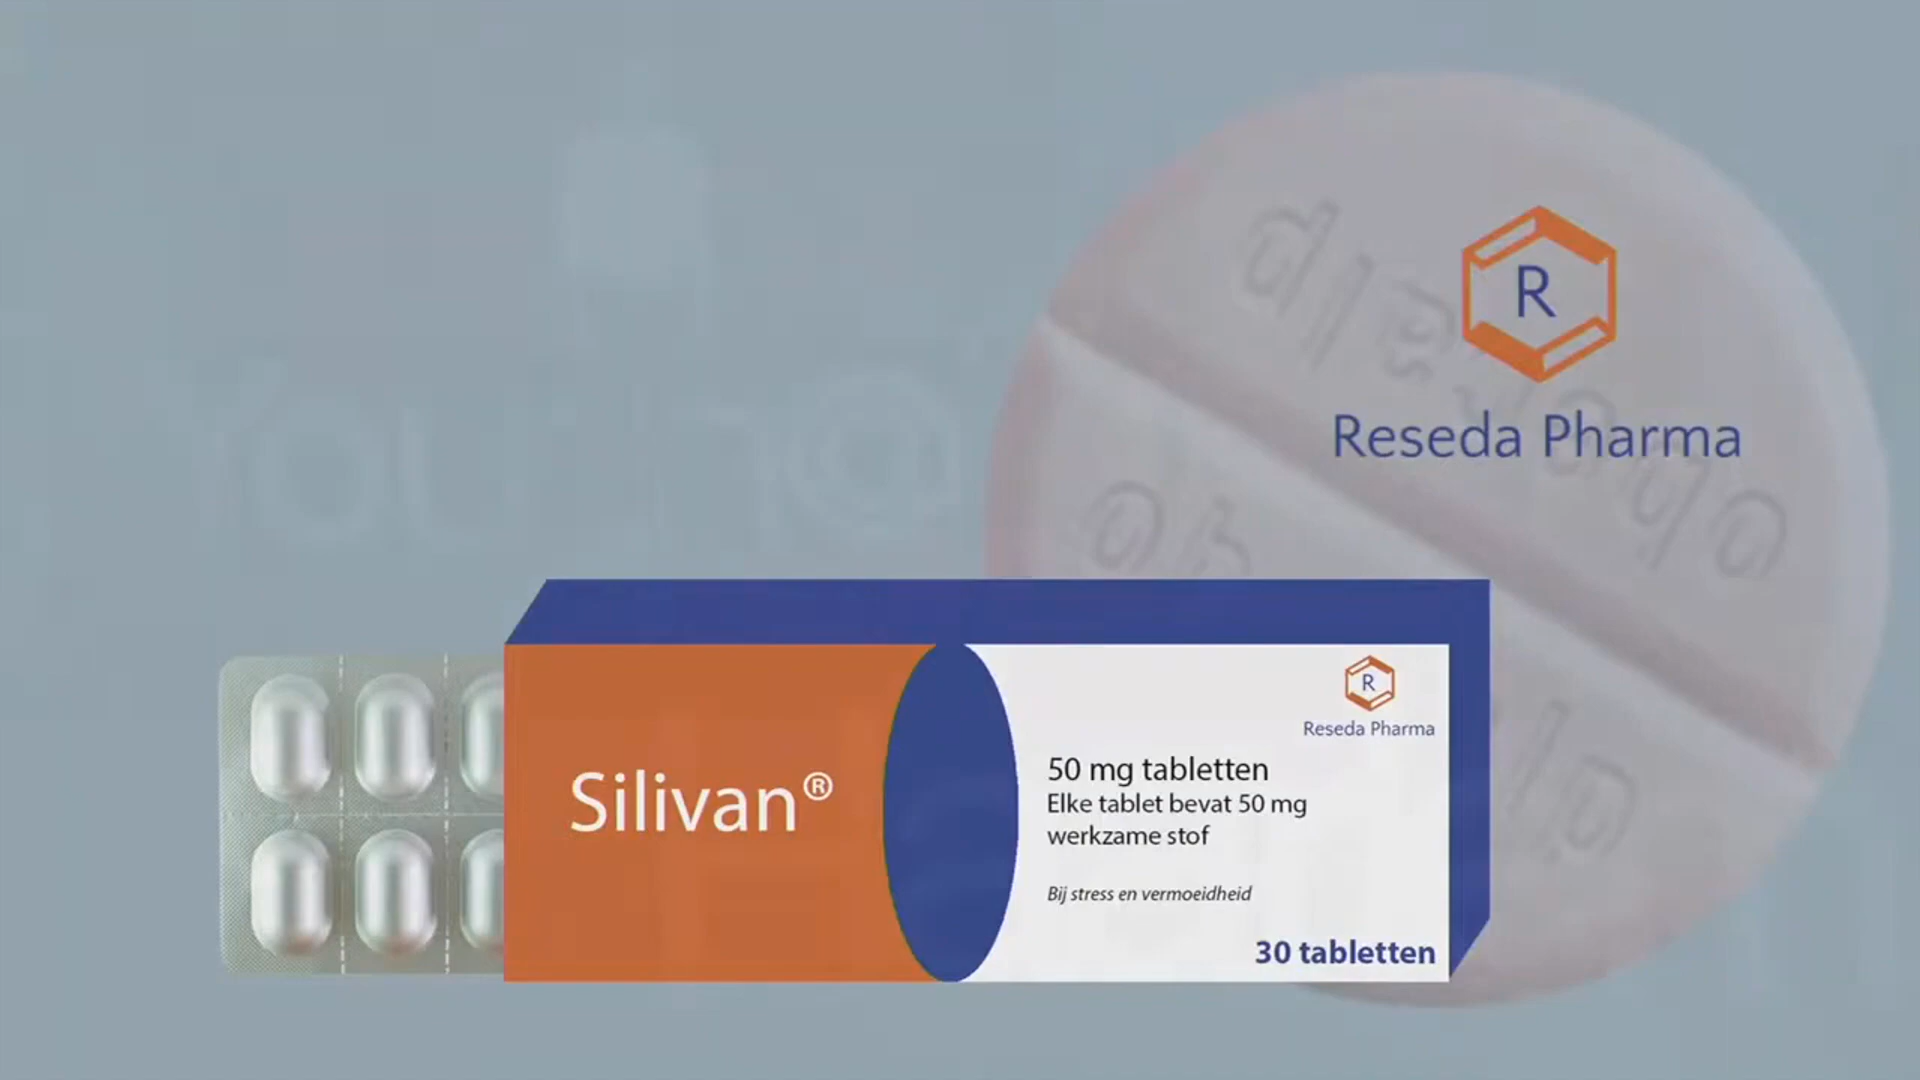 R
Reseda Pharma
R
Reseda Pharma
Silivan®
50 mg tabletten
Elke tablet bevat 50 mg
werkzame stof
Bij stress en vermoeidheid
30 tabletten